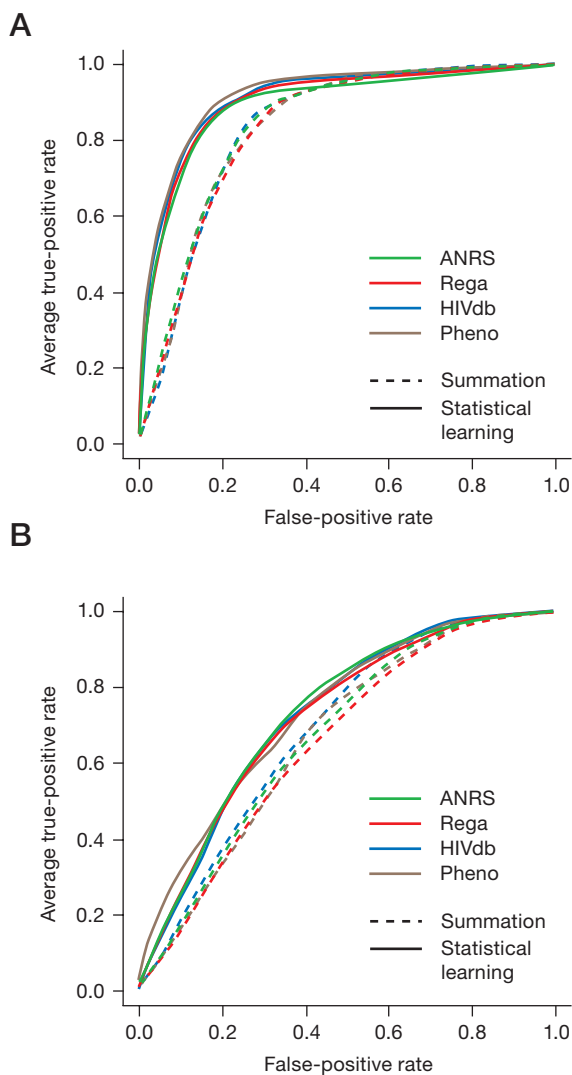 A
1.0
0.8
0.6
0.4
0.2
0.0
Average true-positive rate
ANRS
Rega
HIVdb
Pheno
Summation
Statistical
learning
0.0 0.2 0.4 0.6 0.8 1.0
False-positive rate
B
1.0
0.8
0.6
0.4
0.2
0.0
Average true-positive rate
ANRS
Rega
HIVdb
Pheno
Summation
Statistical
learning
0.0 0.2 0.4 0.6 0.8 1.0
False-positive rate